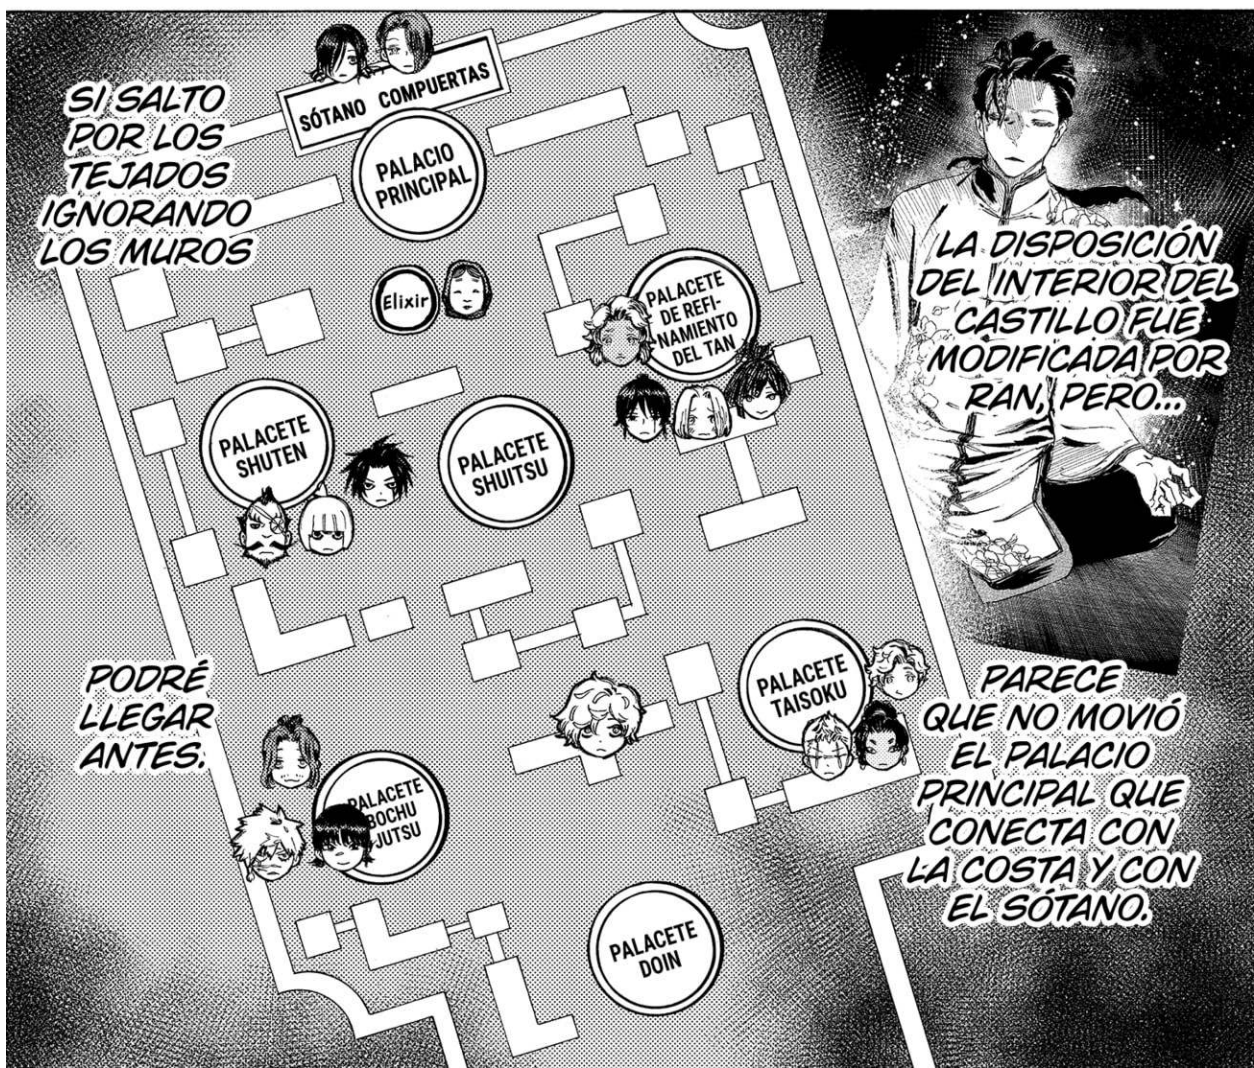 SI SALTO
POR LOS
TEJADOS
IGNORANDO
LOS MUROS
SÓTANO COMPUERTAS
PALACIO
PRINCIPAL
LA DISPOSICIÓN
DEL INTERIOR DEL
CASTILLO FUE
MODIFICADA POR
RAN, PERO...
Elixir
PALACETE
DE REFI-
NAMIENTO
DEL TAN
PALACETE
SHUTEN
PALACETE
SHUITSU
PODRÉ
LLEGAR
ANTES.
PALACETE
TAISOKU
PARECE
QUE NO MOVIÓ
EL PALACIO
PRINCIPAL QUE
CONECTA CON
LA COSTA Y CON
EL SÓTANO.
PALACETE
BOCHU
JUTSU
PALACETE
DOIN